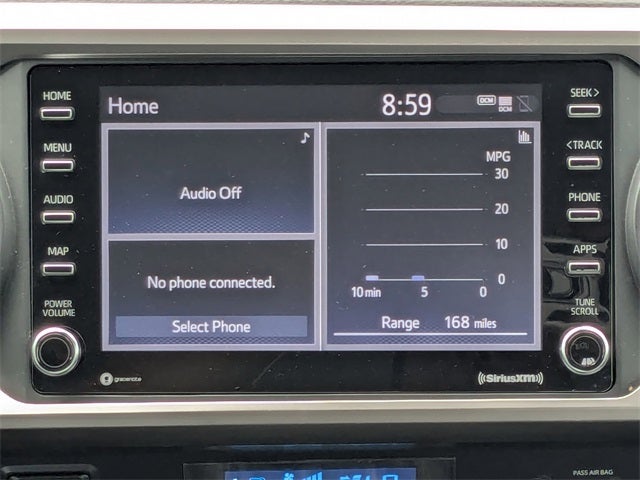 HOME
MENU
AUDIO
MAP
POWER
VOLUME
Home
8:59
DCM
DCM
Audio Off
No phone connected.
Select Phone
MPG
30
20
10
0
10 min 5 0
Range 168 miles
SEEK >
< TRACK
PHONE
APPS
TUNE
SCROLL
gracenote
((SiriusXM))
PASS AIR BAG